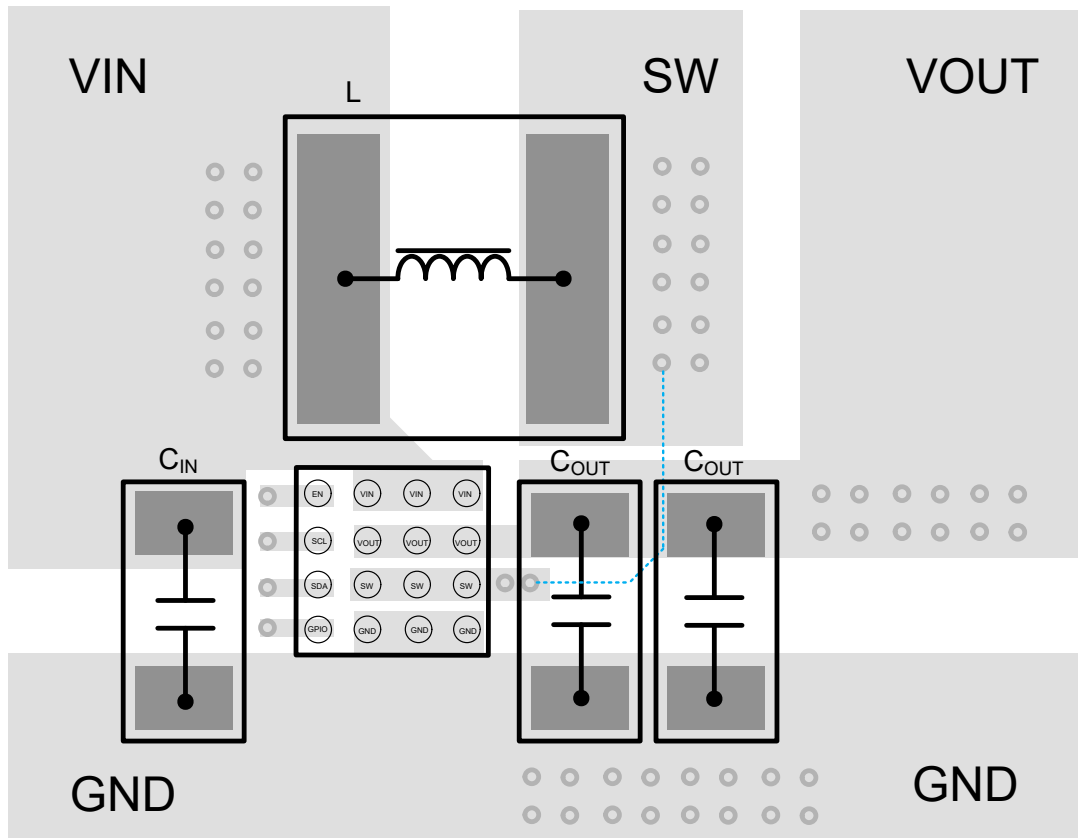 VIN SW VOUT
L
CIN COUT COUT
EN VIN VIN VIN
SCL VOUT VOUT VOUT
SDA SW SW SW
GPIO GND GND GND
GND GND